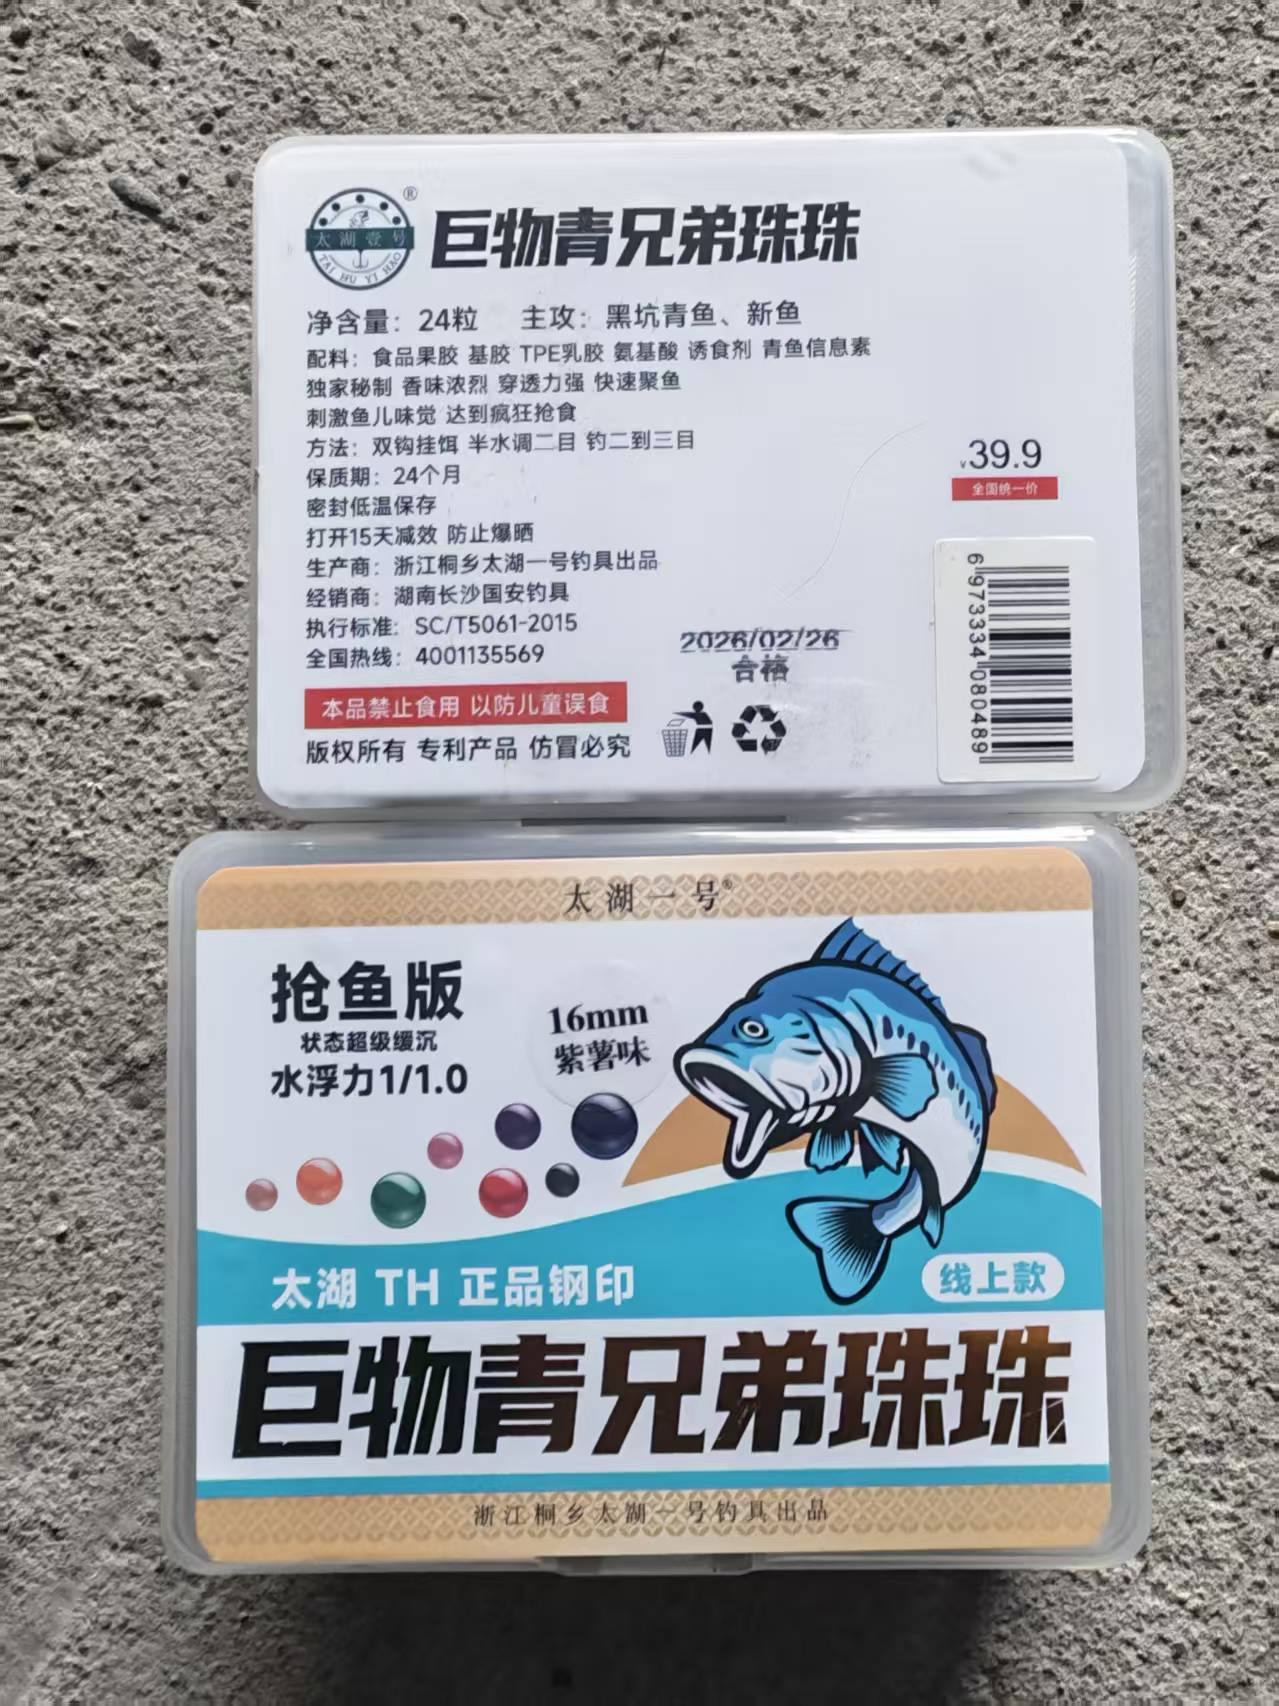 太湖壹号®
TAI HU YI HAO
巨物青兄弟珠珠
净含量：24粒 主攻：黑坑青鱼、新鱼
配料：食品果胶 基胶 TPE乳胶 氨基酸 诱食剂 青鱼信息素
独家秘制 香味浓烈 穿透力强 快速聚鱼
刺激鱼儿味觉 达到疯狂抢食
方法：双钩挂饵 半水调二目 钓二到三目
保质期：24个月
密封低温保存
打开15天减效 防止爆晒
生产商：浙江桐乡太湖一号钓具出品
经销商：湖南长沙国安钓具
执行标准：SC/T5061-2015
全国热线：4001135569
本品禁止食用 以防儿童误食
版权所有 专利产品 仿冒必究
2026/02/26
合格
¥39.9
全国统一价
6973334080489
太湖一号®
抢鱼版
状态超级缓沉
水浮力1/1.0
16mm
紫薯味
太湖 TH 正品钢印
线上款
巨物青兄弟珠珠
浙江桐乡太湖一号钓具出品